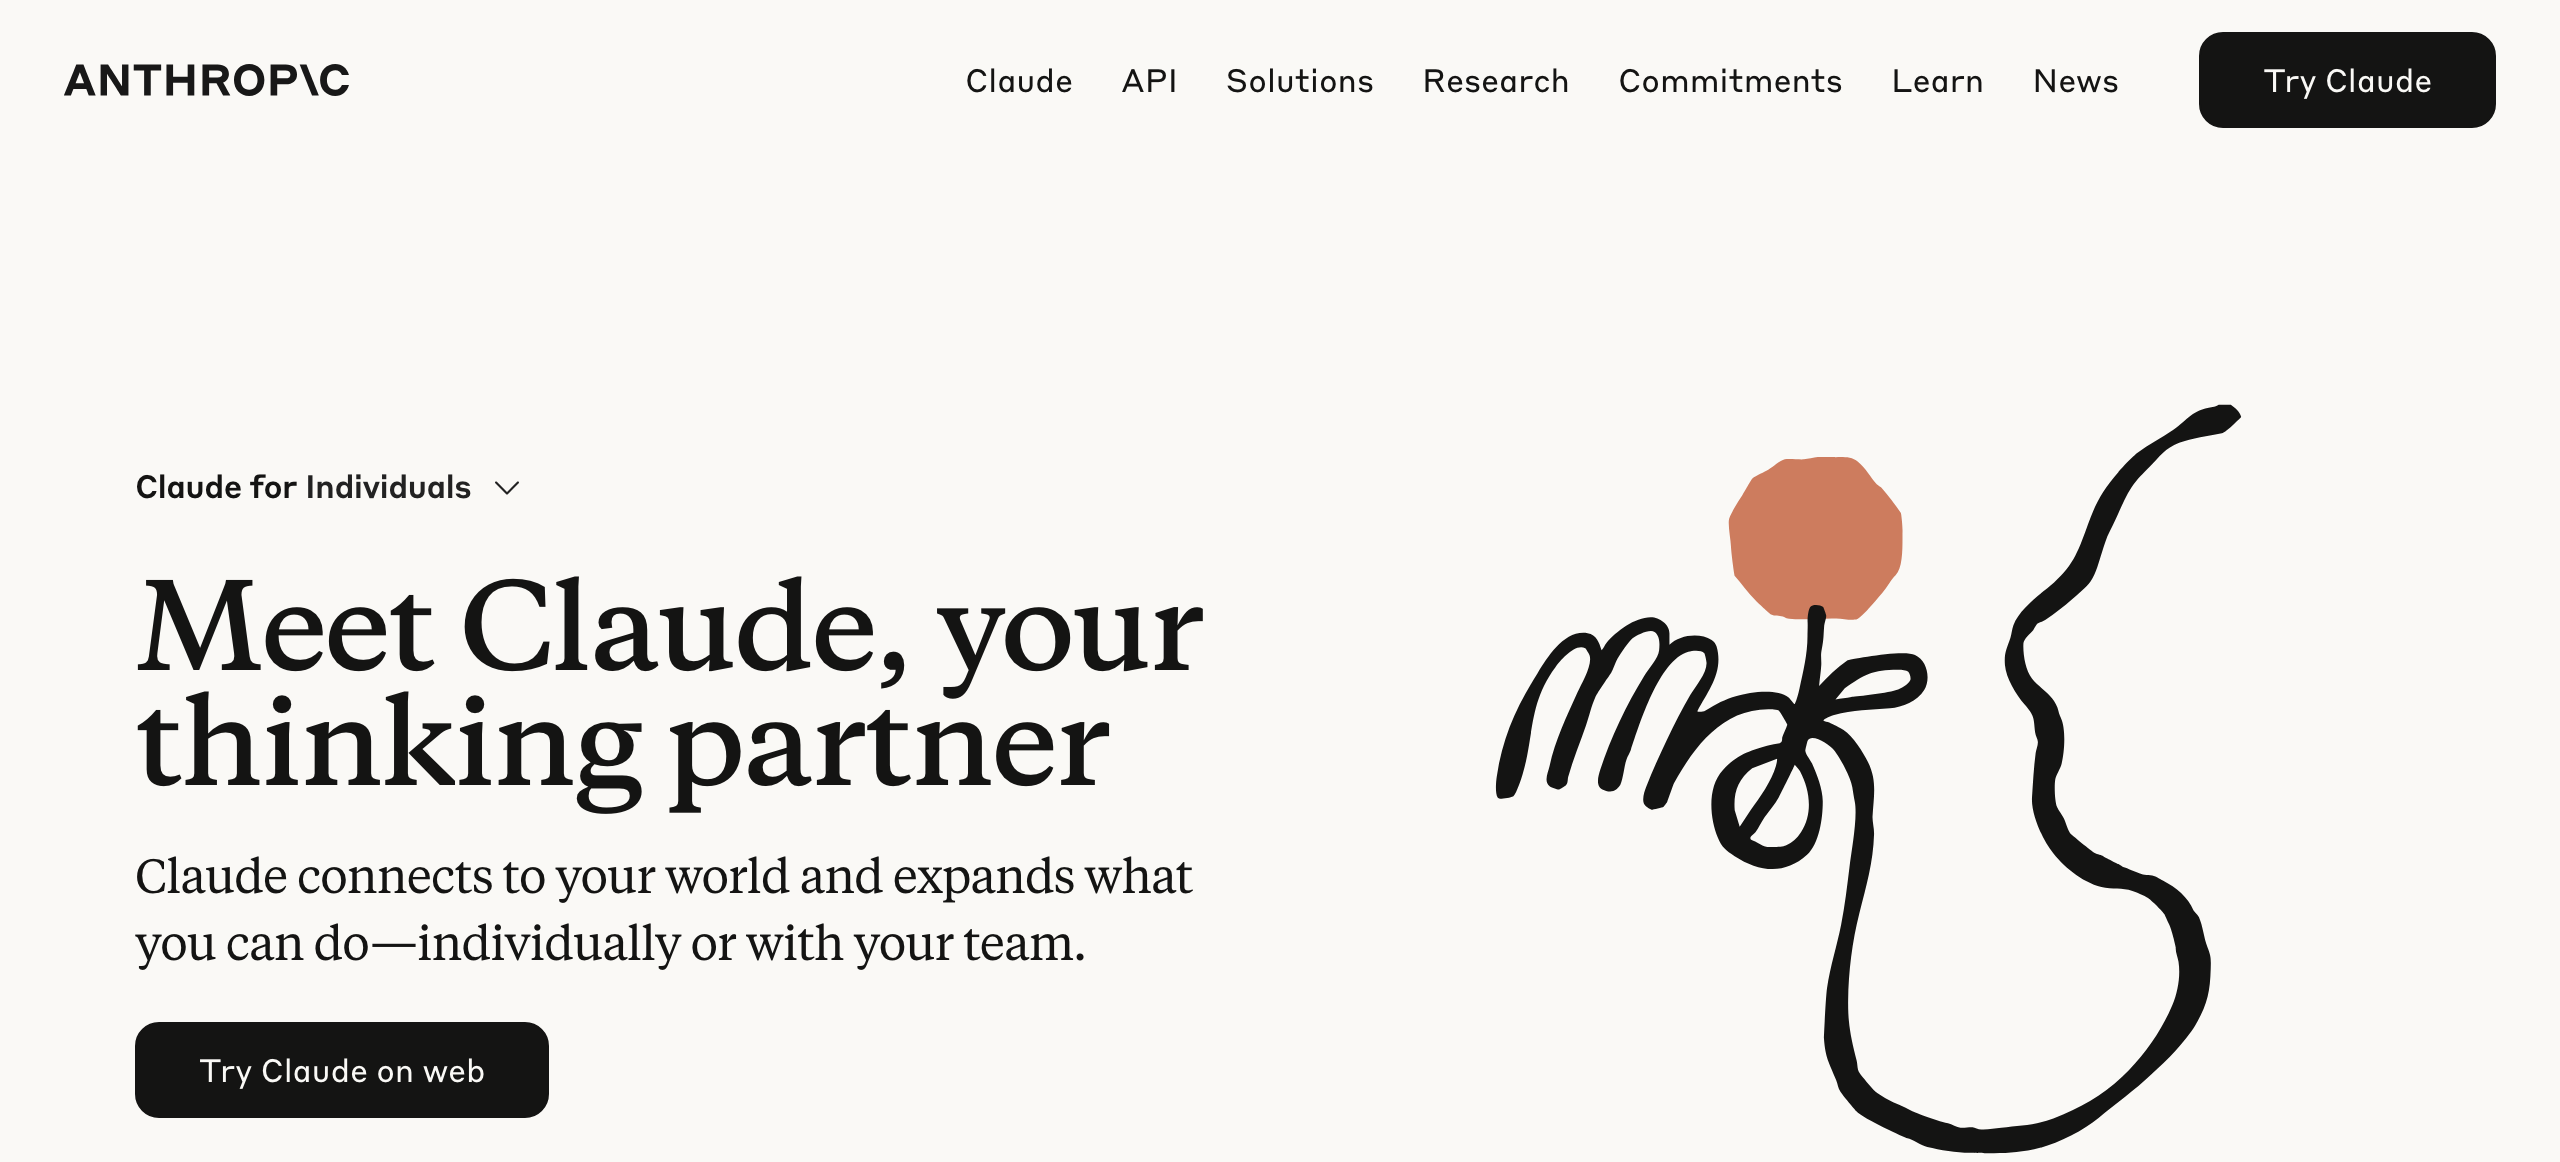 ANTHROP\C
Claude API Solutions Research Commitments Learn News Try Claude
Claude for Individuals
Meet Claude, your
thinking partner
Claude connects to your world and expands what
you can do—individually or with your team.
Try Claude on web